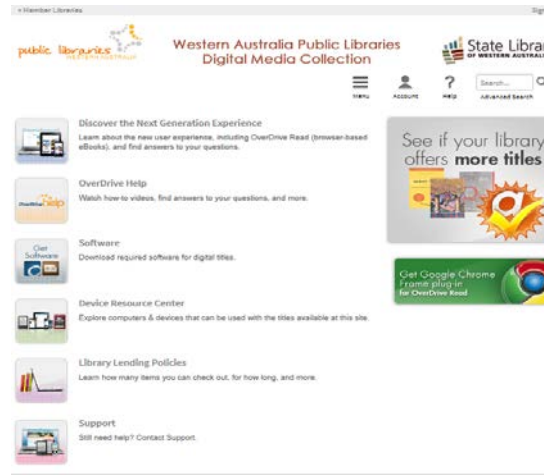 « Member Libraries
Sign
public libraries
WESTERN AUSTRALIA
Western Australia Public Libraries
Digital Media Collection
State Librar
OF WESTERN AUSTRALIA
Menu
Account
?
Help
Search...
Advanced Search
Discover the Next Generation Experience
Learn about the new user experience, including OverDrive Read (browser-based
eBooks), and find answers to your questions.
OverDrive Help
Watch how-to videos, find answers to your questions, and more.
Get
Software
Software
Download required software for digital titles.
Device Resource Center
Explore computers & devices that can be used with the titles available at this site.
Library Lending Policies
Learn how many items you can check out, for how long, and more.
Support
Still need help? Contact Support.
See if your library
offers more titles
Get Google Chrome
Frame plug-in
for OverDrive Read